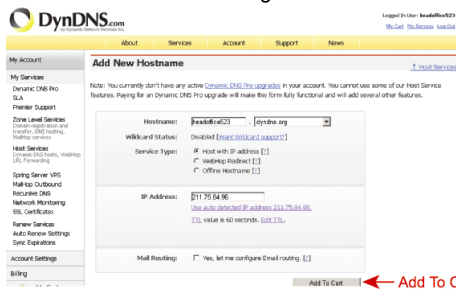 DynDNS.com
by Dynamic Network Services Inc.
Logged In User: headoffice523
My Cart My Services Log Out
About Services Account Support News
My Account
My Services
Dynamic DNS Pro
SLA
Premier Support
Zone Level Services
Domain registration and
transfer, DNS hosting,
MailHop services
Host Services
Dynamic DNS hosts, WebHop
URL Forwarding
Spring Server VPS
MailHop Outbound
Recursive DNS
Network Monitoring
SSL Certificates
Renew Services
Auto Renew Settings
Sync Expirations
Account Settings
Billing
Add New Hostname
Host Services
Note: You currently don't have any active Dynamic DNS Pro upgrades in your account. You cannot use some of our Host Service
features. Paying for an Dynamic DNS Pro upgrade will make this form fully functional and will add several other features.
Hostname: headoffice523 . dyndns.org
Wildcard Status: Disabled [Want Wildcard support?]
Service Type: Host with IP address [?]
WebHop Redirect [?]
Offline Hostname [?]
IP Address: 211.75.84.96
Use auto detected IP address 211.75.84.96.
TTL value is 60 seconds. Edit TTL.
Mail Routing: Yes, let me configure Email routing. [?]
Add To Cart
Add To C